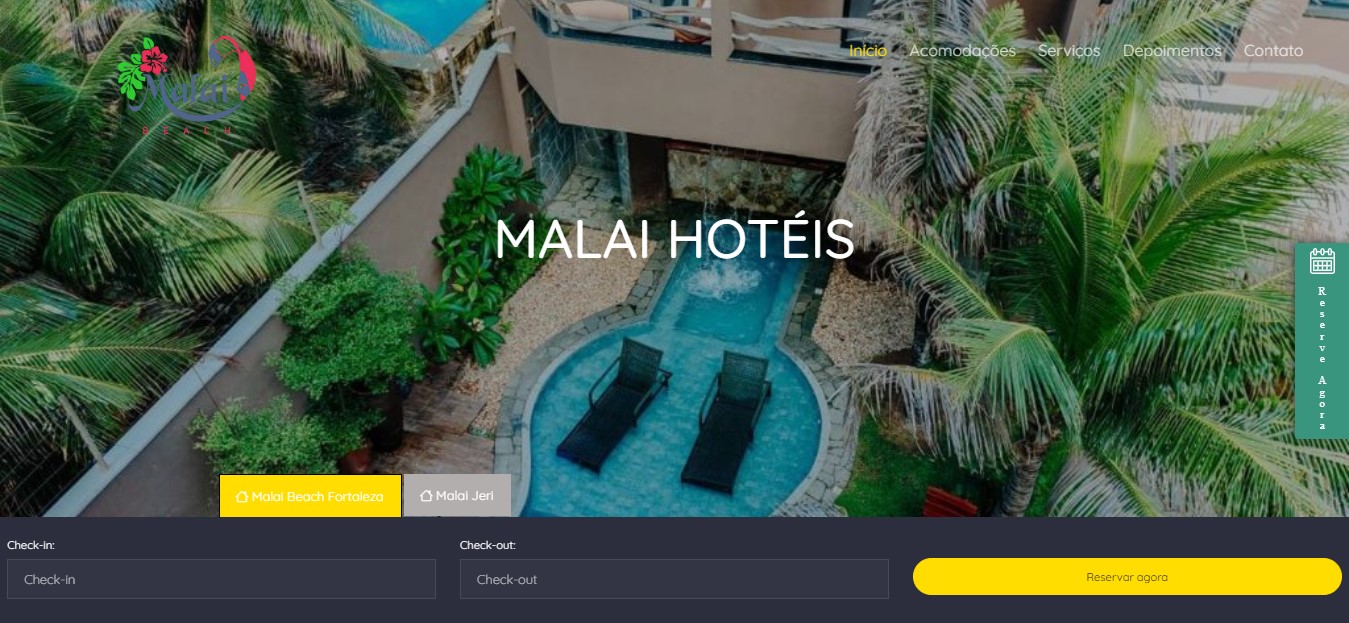 Malai
BEACH
Início Acomodações Serviços Depoimentos Contato
MALAI HOTÉIS
Reserve Agora
Malai Beach Fortaleza
Malai Jeri
Check-in:
Check-in
Check-out:
Check-out
Reservar agora